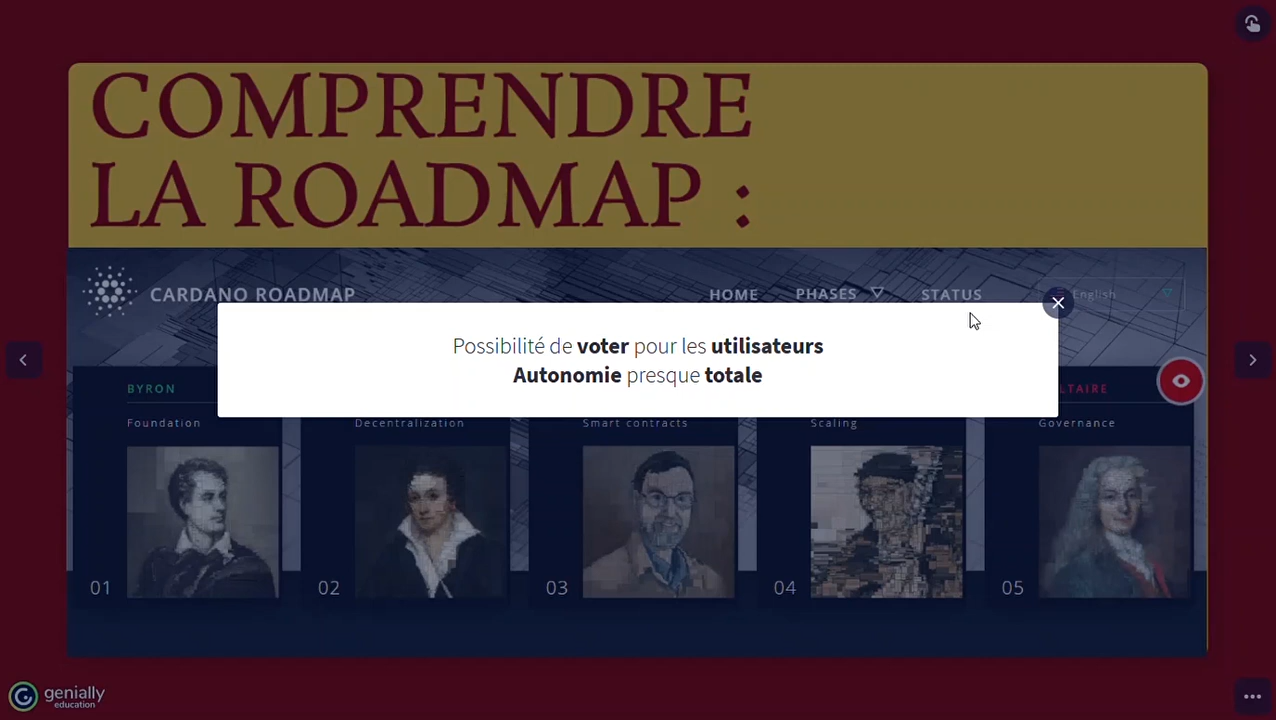 COMPRENDRE
LA ROADMAP :
CARDANO ROADMAP
HOME
PHASES
STATUS
English
Possibilité de voter pour les utilisateurs
Autonomie presque totale
BYRON
LTAIRE
Foundation
Decentralization
Smart contracts
Scaling
Governance
01
02
03
04
05
genially
education